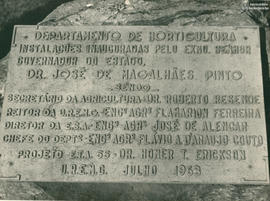 DEPARTAMENTO DE HORTICULTURA
INSTALAÇÕES INAUGURADAS PELO EXMO. SENHOR
GOVERNADOR DO ESTADO,
DR. JOSÉ DE MAGALHÃES PINTO
SENDO
SECRETÁRIO DA AGRICULTURA-DR. ROBERTO RESENDE
REITOR DA U.R.E.M.G.-ENGº AGRº FLAMARION FERREIRA
DIRETOR DA E.S.A-ENGº AGRº JOSÉ DE ALENCAR
CHEFE DO DEPTº-ENGº AGRº FLÁVIO A D'ARAUJO COUTO
PROJETO E.T.A. 55-DR. HOMER T. ERICKSON
U.R.E.M.G. JULHO 1963